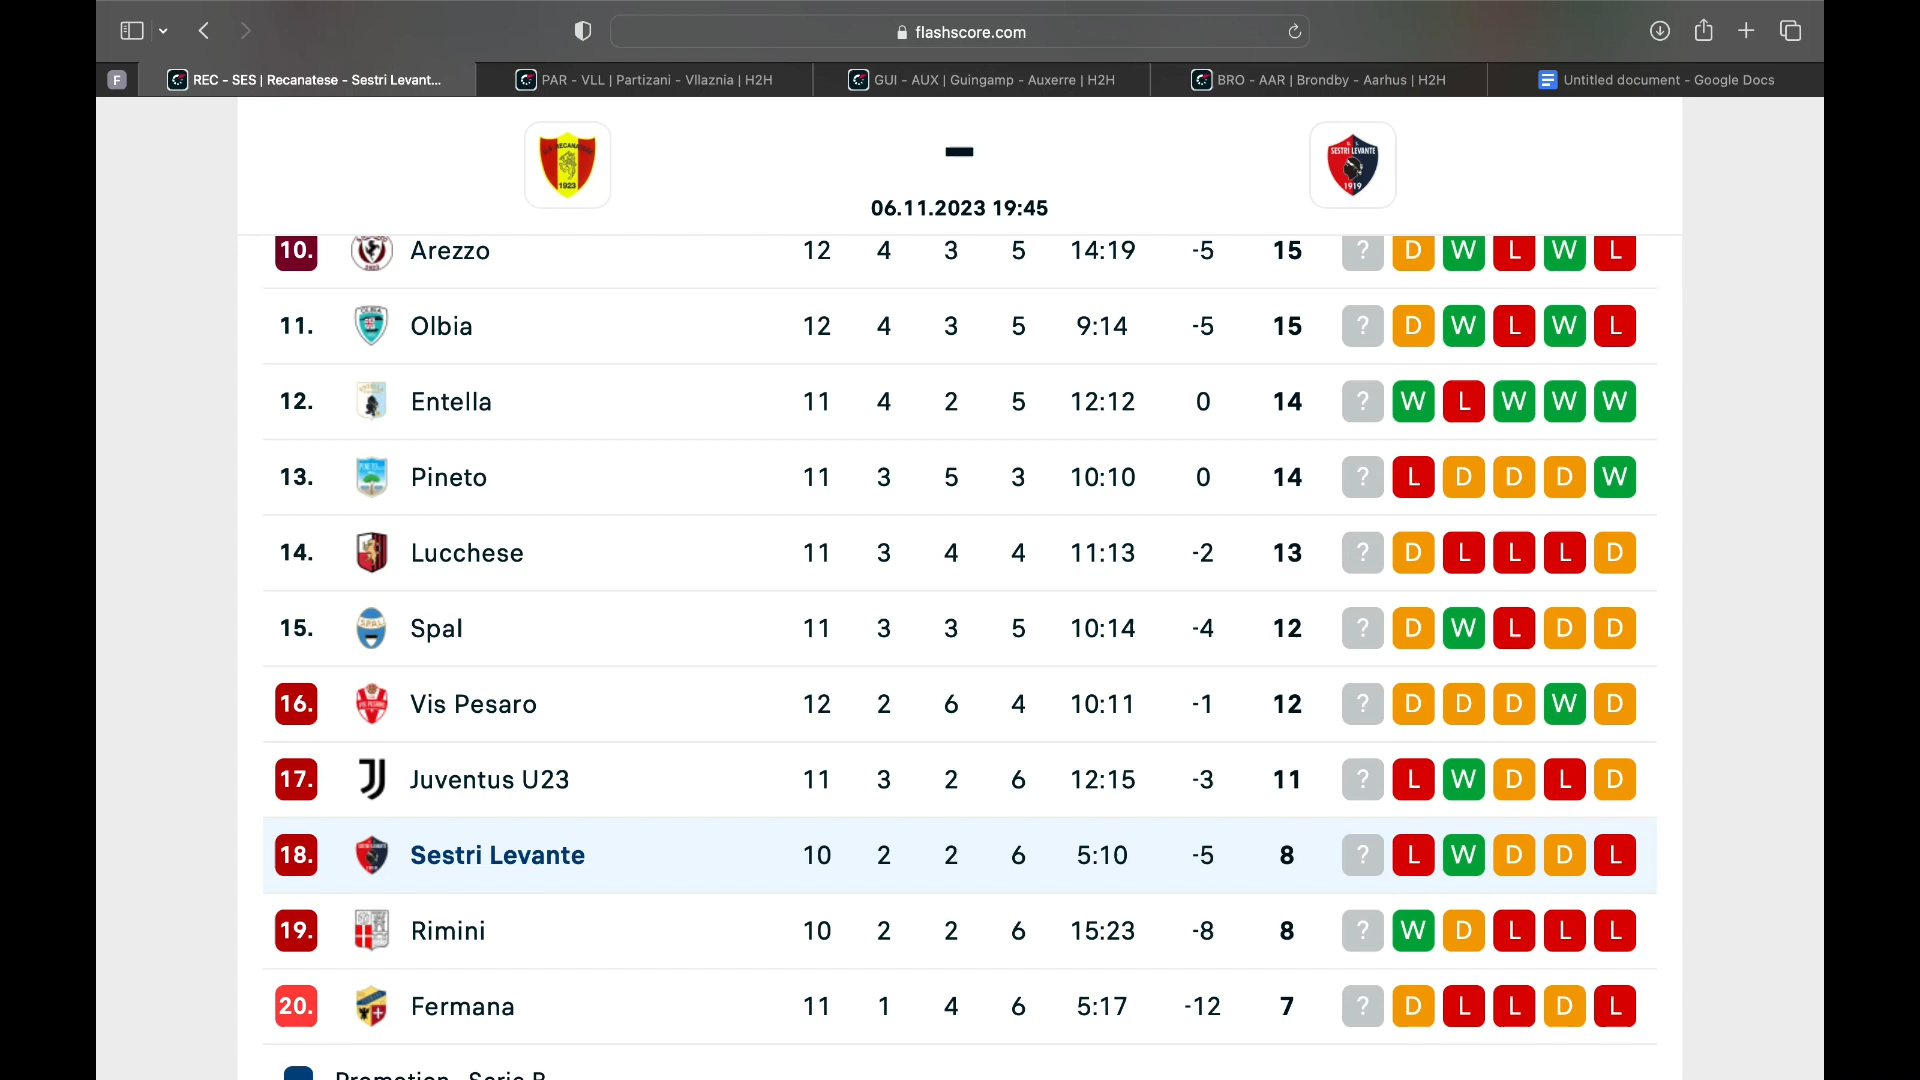 flashscore.com
F REC - SES | Recanatese - Sestri Levant... PAR - VLL | Partizani - Vllaznia | H2H GUI - AUX | Guingamp - Auxerre | H2H BRO - AAR | Brondby - Aarhus | H2H Untitled document - Google Docs
-
06.11.2023 19:45
10. Arezzo 12 4 3 5 14:19 -5 15 ? D W L W L
11. Olbia 12 4 3 5 9:14 -5 15 ? D W L W L
12. Entella 11 4 2 5 12:12 0 14 ? W L W W W
13. Pineto 11 3 5 3 10:10 0 14 ? L D D D W
14. Lucchese 11 3 4 4 11:13 -2 13 ? D L L L D
15. Spal 11 3 3 5 10:14 -4 12 ? D W L D D
16. Vis Pesaro 12 2 6 4 10:11 -1 12 ? D D D W D
17. Juventus U23 11 3 2 6 12:15 -3 11 ? L W D L D
18. Sestri Levante 10 2 2 6 5:10 -5 8 ? L W D D L
19. Rimini 10 2 2 6 15:23 -8 8 ? W D L L L
20. Fermana 11 1 4 6 5:17 -12 7 ? D L L D L
Promotion - Serie B